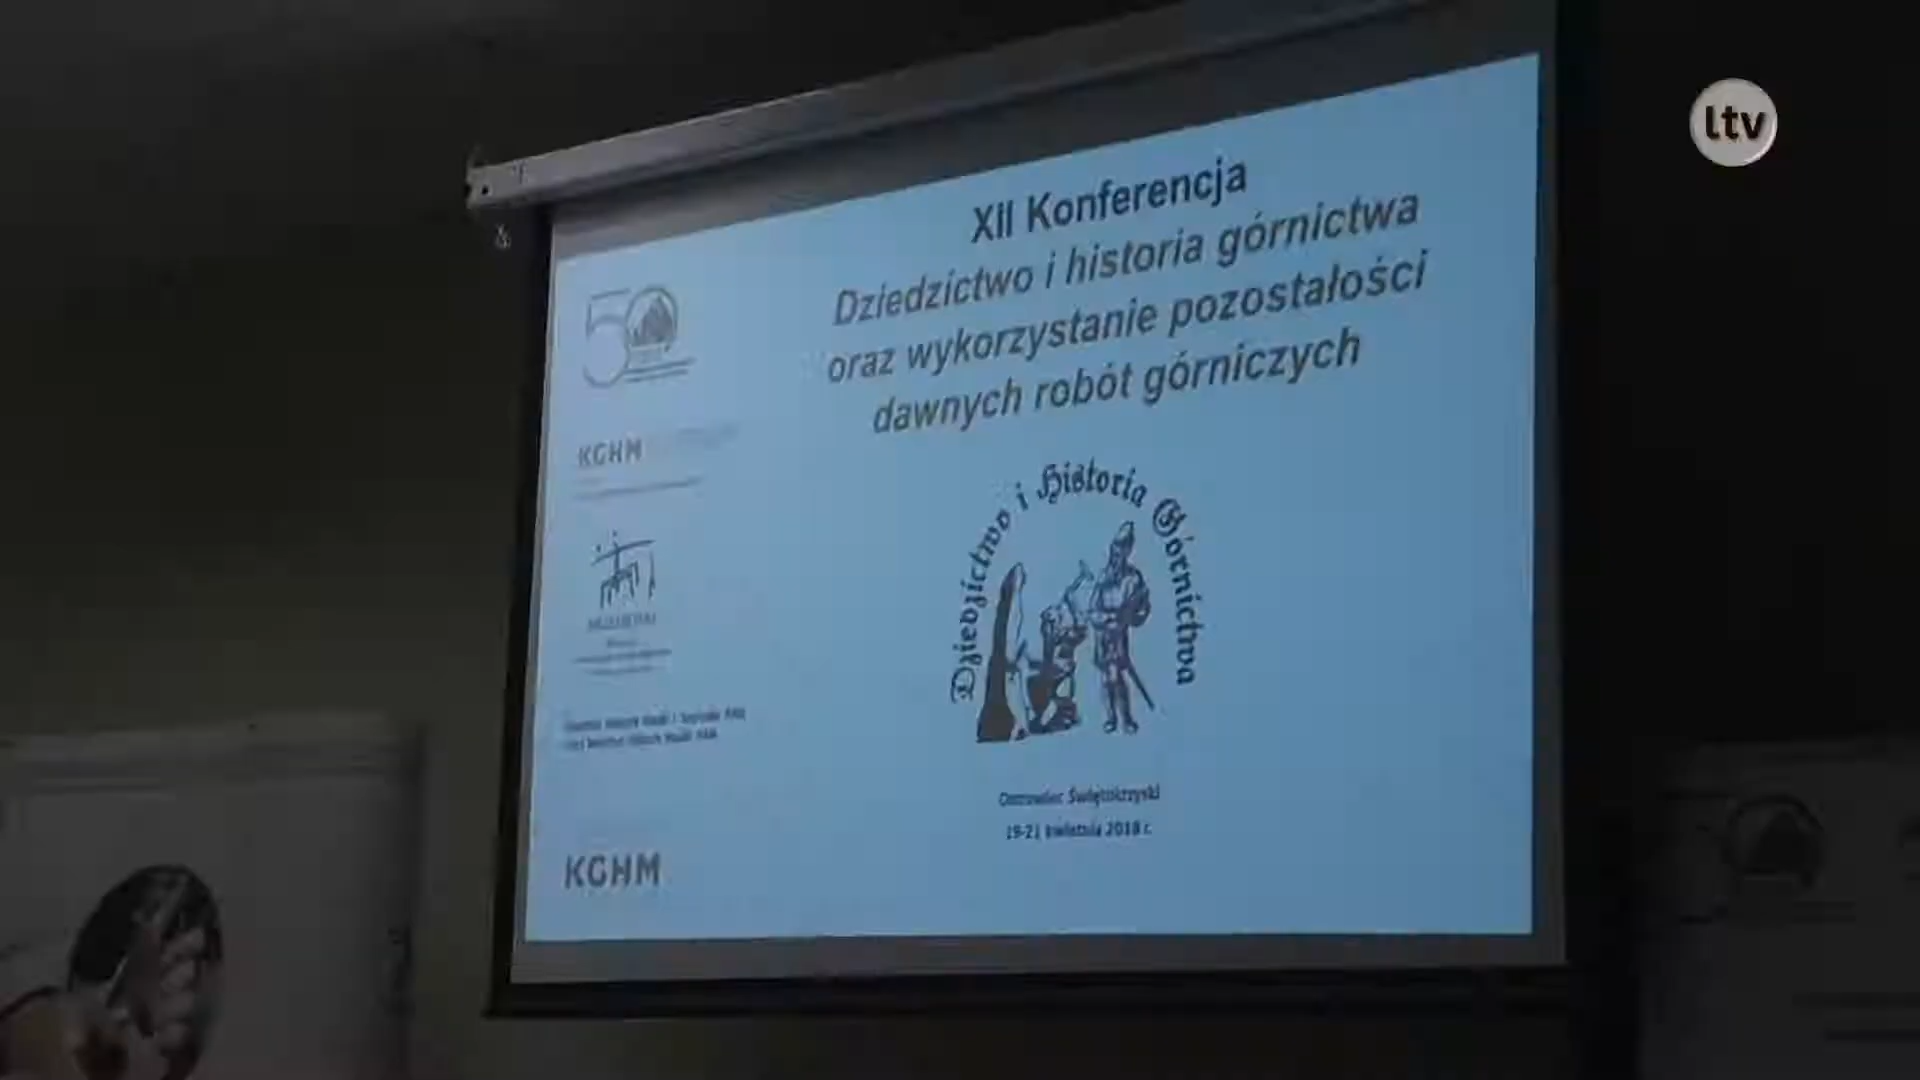 ltv
XII Konferencja
Dziedzictwo i historia górnictwa
oraz wykorzystanie pozostałości
dawnych robót górniczych
50
KGHM
Dziedzictwo i Historia Górnictwa
Ostrowiec Świętokrzyski
19-21 kwietnia 2018 r.
KGHM